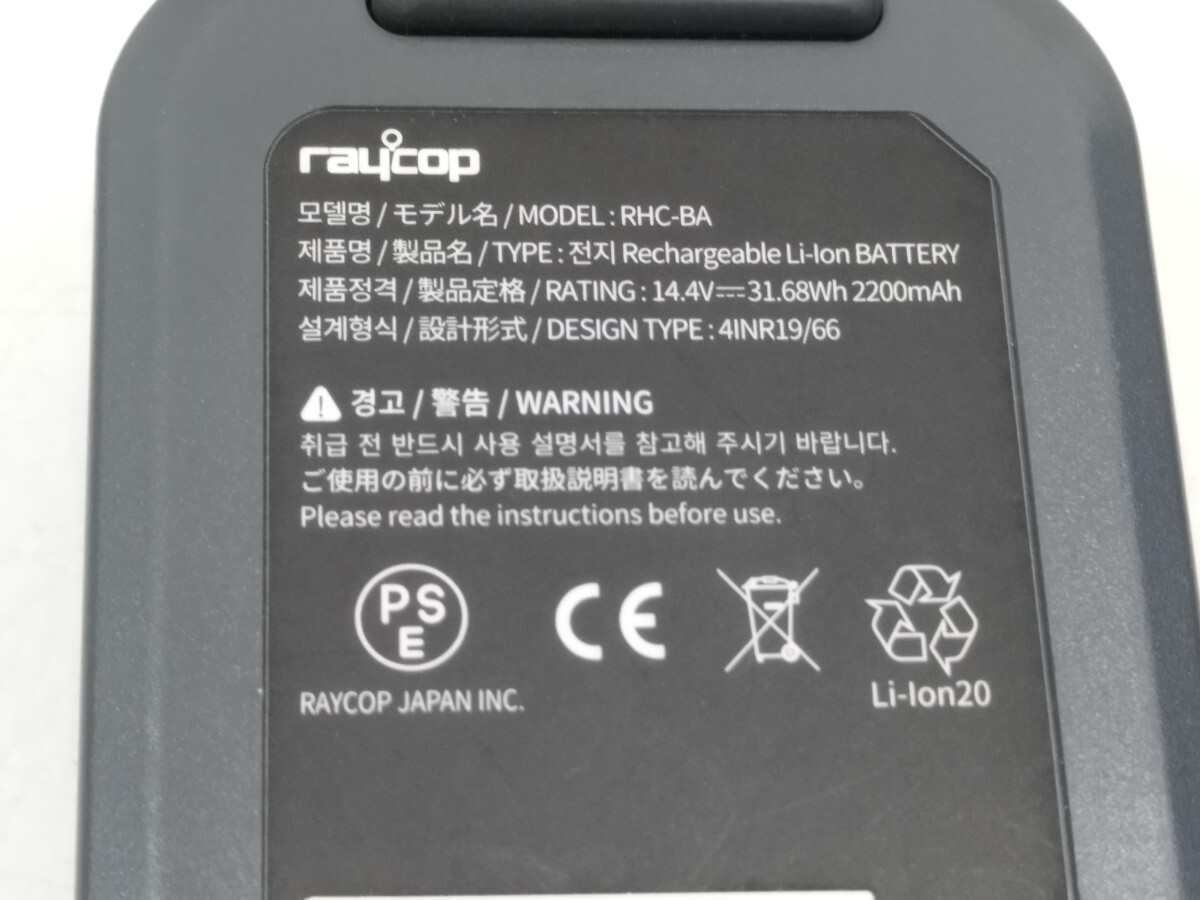 raycop
모델명 / モデル名 / MODEL : RHC-BA
제품명 / 製品名 / TYPE : 전지 Rechargeable Li-Ion BATTERY
제품정격 / 製品定格 / RATING : 14.4V⎓31.68Wh 2200mAh
설계형식 / 設計形式 / DESIGN TYPE : 4INR19/66
경고 / 警告 / WARNING
취급 전 반드시 사용 설명서를 참고해 주시기 바랍니다.
ご使用の前に必ず取扱説明書を読んでください。
Please read the instructions before use.
PS
E
CE
RAYCOP JAPAN INC.
Li-Ion20